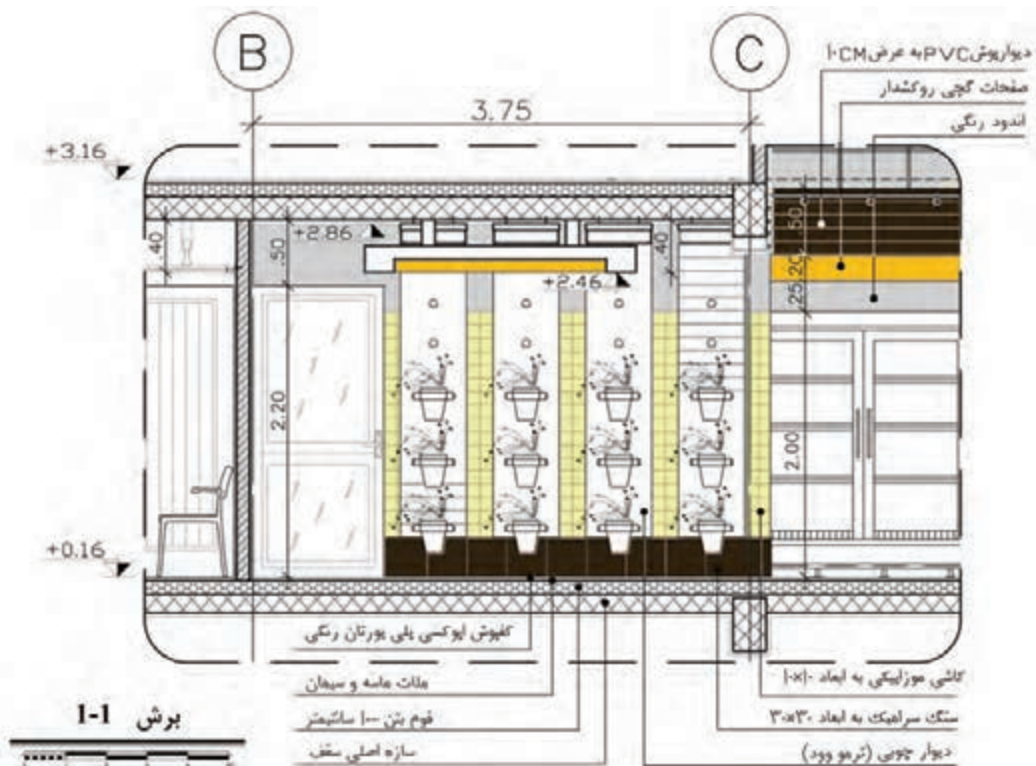 B
C
دیوارپوش PVC به عرض ۱۰CM
صفحات گچی روکشدار
اندود رنگی
3.75
+3.16
.40
.50
+2.86
.40
.50
+2.46
25.20
2.20
2.00
+0.16
کفپوش اپوکسی پلی یورتان رنگی
ملات ماسه و سیمان
فوم بتن ۱۰۰ سانتیمتر
سازه اصلی سقف
کاشی موزاییکی به ابعاد ۱۰×۱۰
سنگ سرامیک به ابعاد ۳۰×۳۰
دیوار چوبی (ترمو وود)
برش 1-1